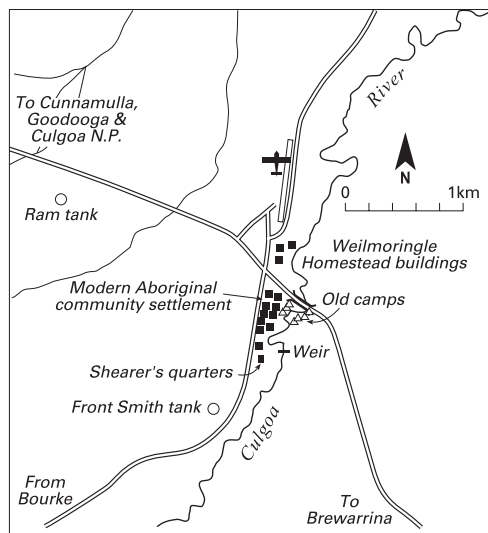 River
To Cunnamulla,
Goodooga &
Culgoa N.P.
N
0 1km
Ram tank
Weilmoringle
Homestead buildings
Modern Aboriginal
community settlement
Old camps
Weir
Shearer's quarters
Front Smith tank
Culgoa
From
Bourke
To
Brewarrina